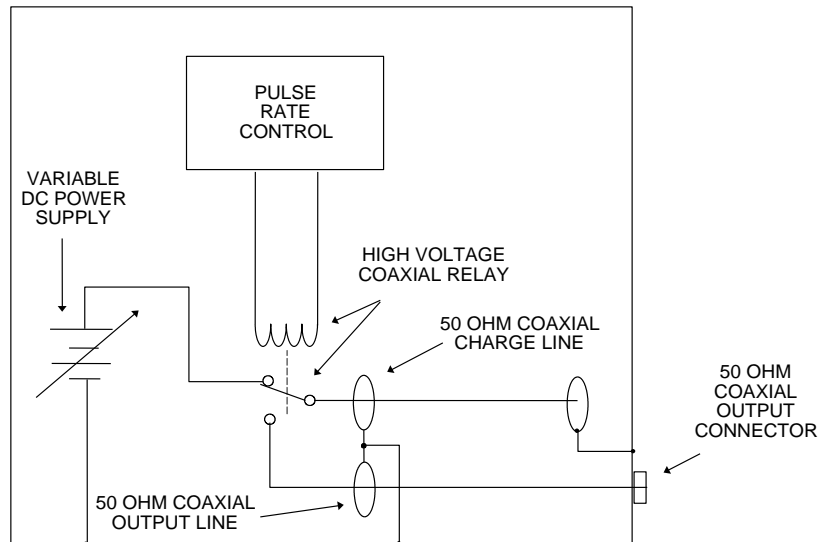 PULSE
RATE
CONTROL
VARIABLE
DC POWER
SUPPLY
HIGH VOLTAGE
COAXIAL RELAY
50 OHM COAXIAL
CHARGE LINE
50 OHM
COAXIAL
OUTPUT
CONNECTOR
50 OHM COAXIAL
OUTPUT LINE